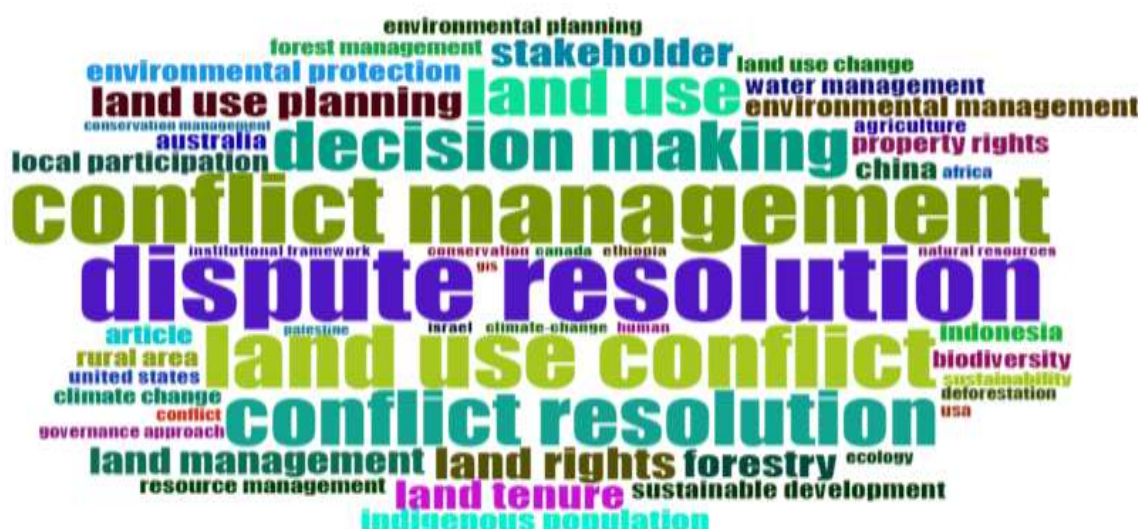 environmental planning
forest management stakeholder land use change
environmental protection land use water management
land use planning environmental management
conservation management decision making agriculture
australia property rights
local participation china africa
conflict management
institutional framework conservation canada ethiopia natural resources
gis
dispute resolution
article palestine israel climate-change human indonesia
rural area land use conflict biodiversity
united states sustainability
climate change deforestation
conflict conflict resolution usa
governance approach
land management land rights forestry ecology
resource management land tenure sustainable development
indigenous population